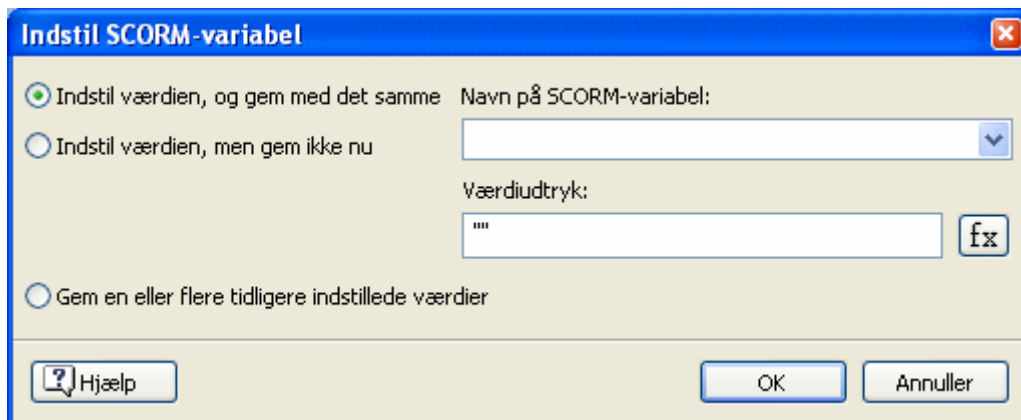 Indstil SCORM-variabel
Indstil værdien, og gem med det samme
Navn på SCORM-variabel:
Indstil værdien, men gem ikke nu
Værdiudtryk:
""
fx
Gem en eller flere tidligere indstillede værdier
Hjælp
OK
Annuller